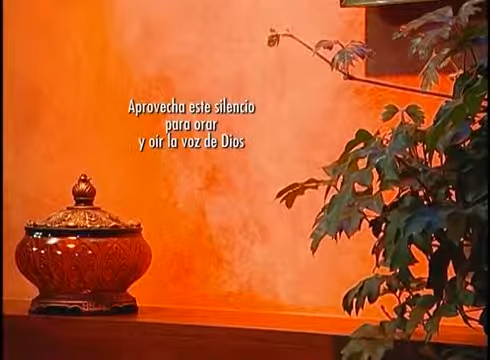 Aprovecha este silencio
para orar
y oír la voz de Dios